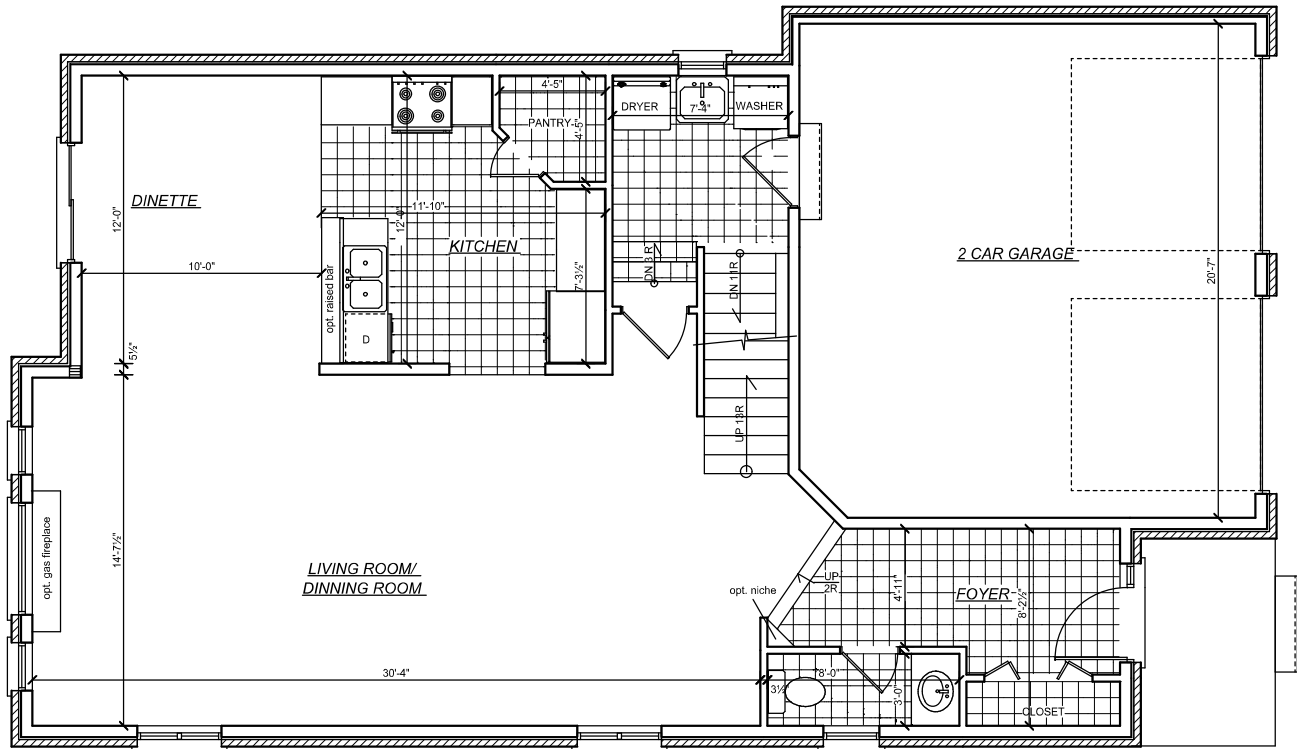 4'-5"
DRYER
7'-4"
WASHER
PANTRY
4'-5"
DINETTE
12'-0"
11'-10"
12'-0"
KITCHEN
DN 3 R
DN 11R
2 CAR GARAGE
20'-7"
10'-0"
opt. raised bar
7'-3½"
D
5½"
UP 13R
14'-7½"
opt. gas fireplace
LIVING ROOM/
DINNING ROOM
UP
2R
opt. niche
4'-11"
FOYER
8'-2½"
30'-4"
3½"
8'-0"
3'-0"
CLOSET